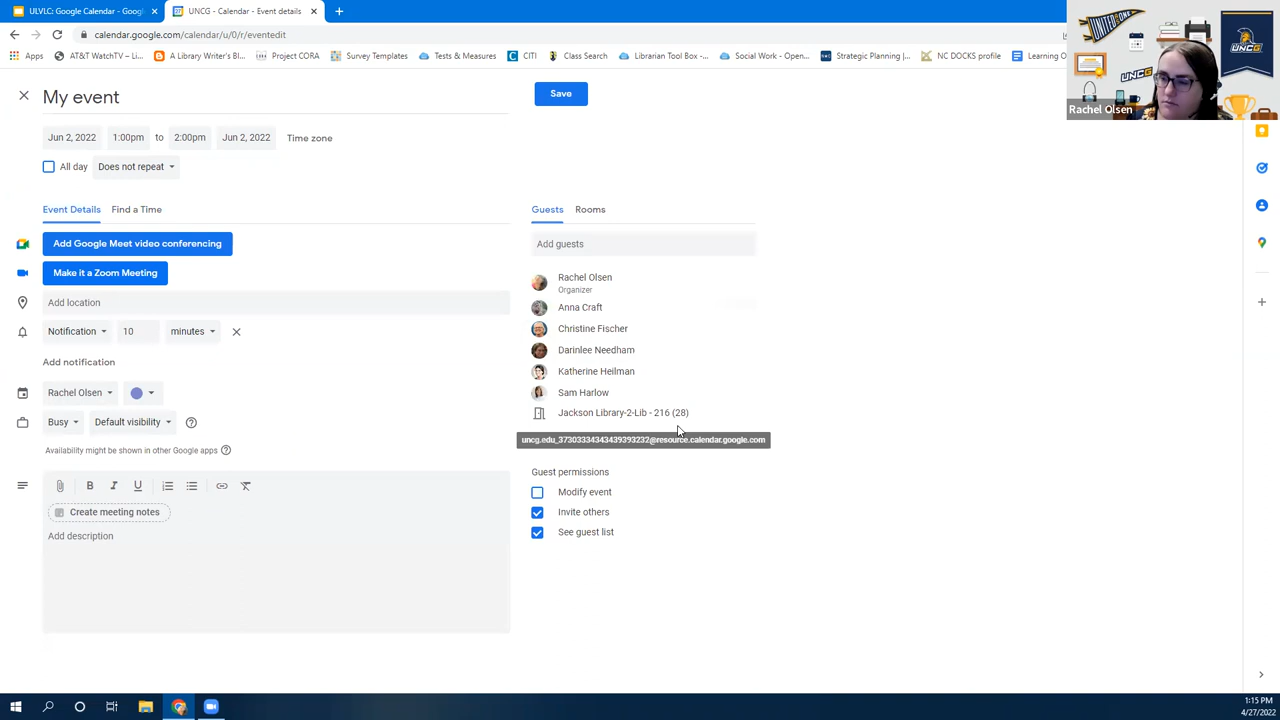 ULVLC: Google Calendar - Googl
UNCG - Calendar - Event details
calendar.google.com/calendar/u/0/r/eventedit
Apps
AT&T WatchTV – Li...
A Library Writer's Bl...
Project CORA
Survey Templates
Tests & Measures
CITI
Class Search
Librarian Tool Box -...
Social Work - Open...
Strategic Planning |...
NC DOCKS profile
Learning O
UNITED as ONE
UNCG
UNCG
Rachel Olsen
My event
Save
Jun 2, 2022 1:00pm to 2:00pm Jun 2, 2022 Time zone
All day Does not repeat
Event Details Find a Time
Guests Rooms
Add Google Meet video conferencing
Add guests
Make it a Zoom Meeting
Rachel Olsen
Organizer
Add location
Anna Craft
Notification 10 minutes
Christine Fischer
Darinlee Needham
Add notification
Katherine Heilman
Rachel Olsen
Sam Harlow
Jackson Library-2-Lib - 216 (28)
Busy Default visibility
Availability might be shown in other Google apps
Guest permissions
Modify event
Create meeting notes
Invite others
Add description
See guest list
1:15 PM
4/27/2022